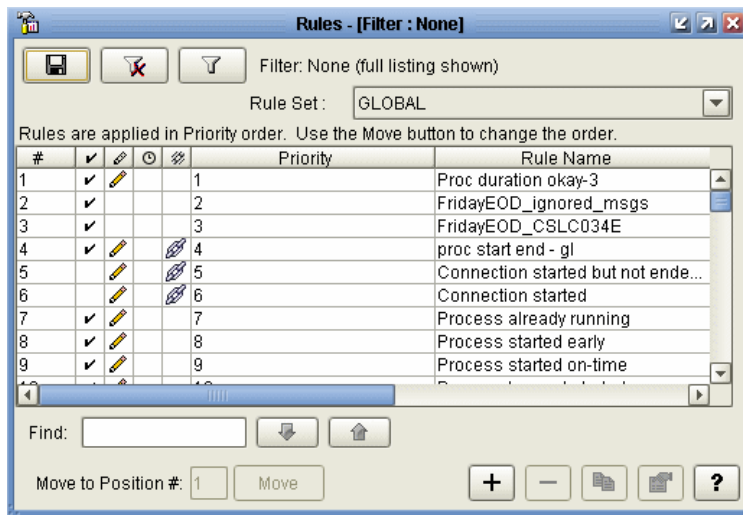 Rules - [Filter : None]
Filter: None (full listing shown)
Rule Set : GLOBAL
Rules are applied in Priority order. Use the Move button to change the order.
# Priority Rule Name
1 1 Proc duration okay-3
2 2 FridayEOD_ignored_msgs
3 3 FridayEOD_CSLC034E
4 4 proc start end - gl
5 5 Connection started but not ende...
6 6 Connection started
7 7 Process already running
8 8 Process started early
9 9 Process started on-time
Find:
Move to Position #: 1 Move + − ?